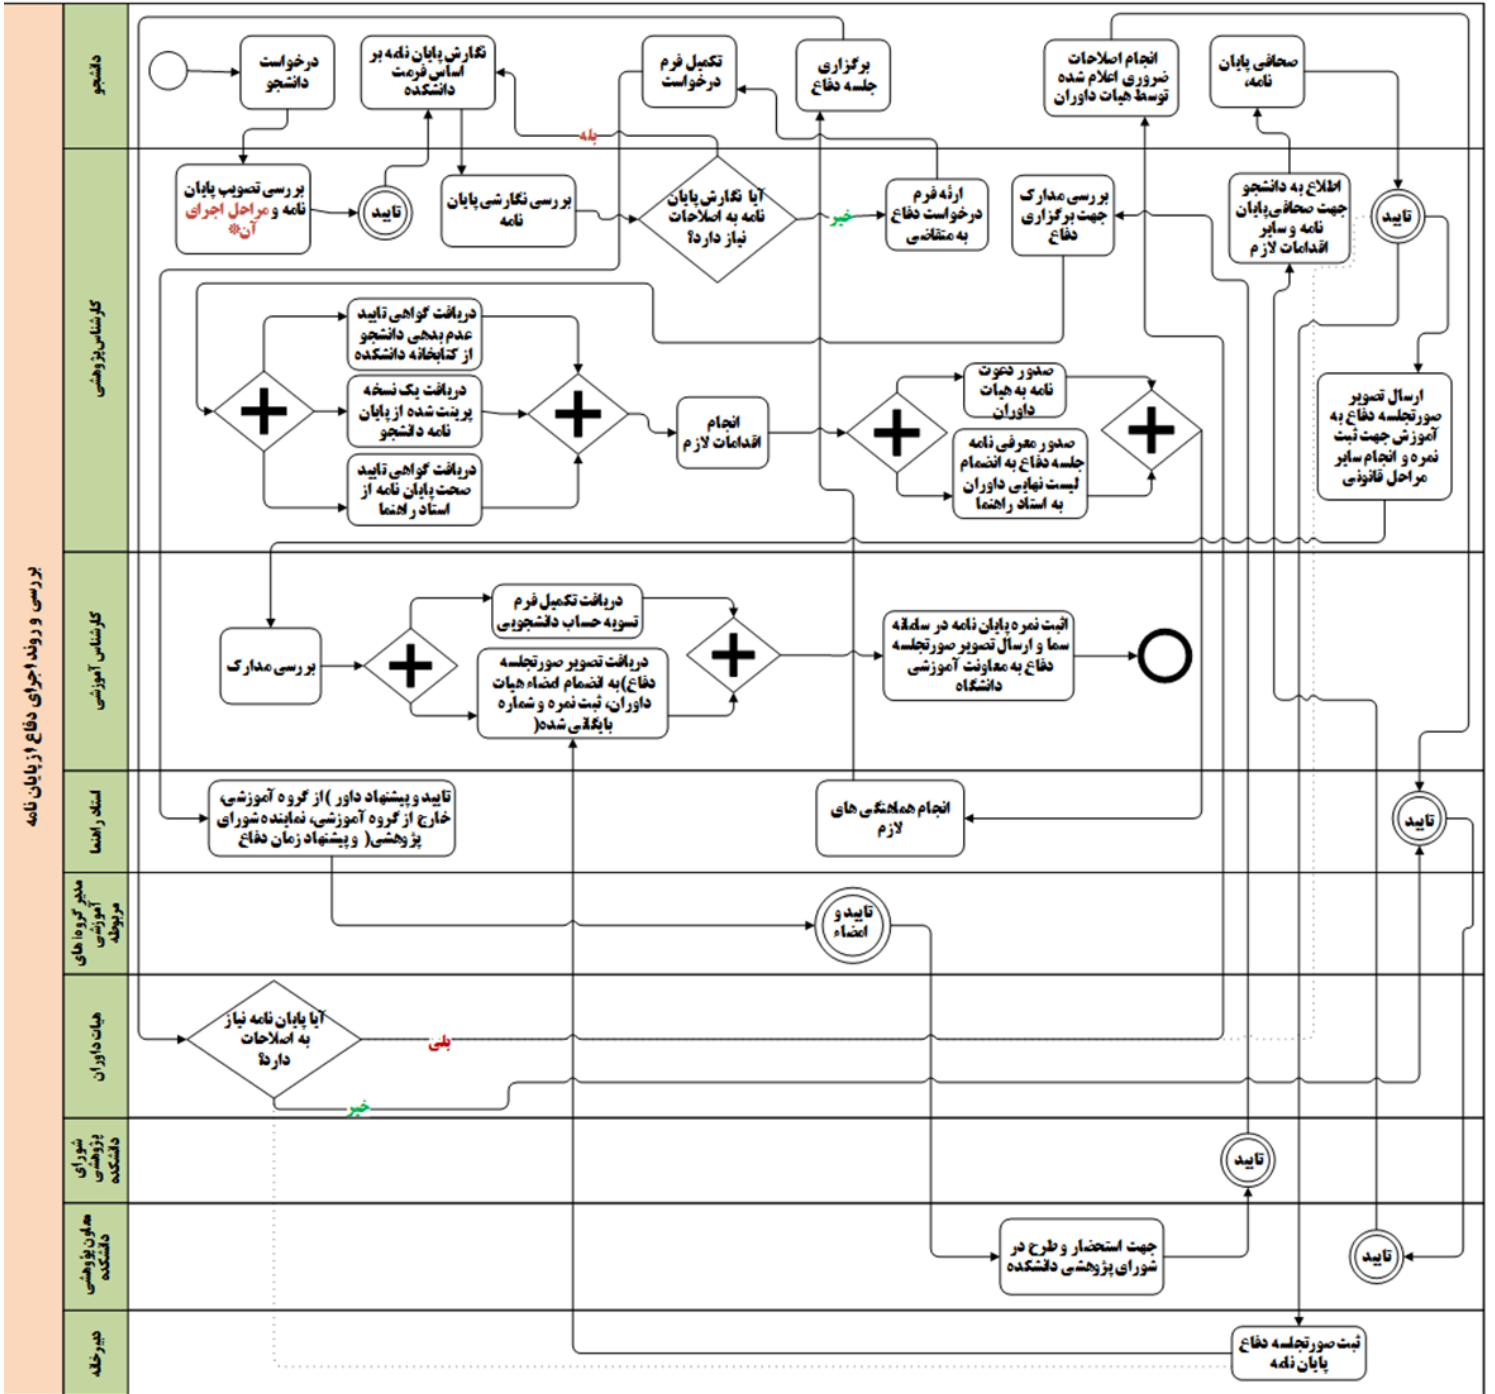 بررسی و روند اجرای دفاع از پایان نامه
دانشجو
درخواست
دانشجو
نگارش پایان نامه بر
اساس فرمت
دانشکده
تکمیل فرم
درخواست
برگزاری
جلسه دفاع
انجام اصلاحات
ضروری اعلام شده
توسط هیات داوران
صحافی پایان
نامه،
بله
کارشناس پژوهشی
بررسی تصویب پایان
نامه و مراحل اجرای
آن*
تایید
بررسی نگارشی پایان
نامه
آیا نگارش پایان
نامه به اصلاحات
نیاز دارد؟
خیر
ارئه فرم
درخواست دفاع
به متقاضی
بررسی مدارک
جهت برگزاری
دفاع
اطلاع به دانشجو
جهت صحافی پایان
نامه و سایر
اقدامات لازم
تایید
دریافت گواهی تایید
عدم بدهی دانشجو
از کتابخانه دانشکده
دریافت یک نسخه
پرینت شده از پایان
نامه دانشجو
دریافت گواهی تایید
صحت پایان نامه از
استاد راهنما
انجام
اقدامات لازم
صدور دعوت
نامه به هیات
داوران
صدور معرفی نامه
جلسه دفاع به انضمام
لیست نهایی داوران
به استاد راهنما
ارسال تصویر
صورتجلسه دفاع به
آموزش جهت ثبت
نمره و انجام سایر
مراحل قانونی
کارشناس آموزشی
بررسی مدارک
دریافت تکمیل فرم
تسویه حساب دانشجویی
دریافت تصویر صورتجلسه
دفاع)به انضمام امضاء هیات
داوران، ثبت نمره و شماره
بایگانی شده(
اثبت نمره پایان نامه در سامانه
سما و ارسال تصویر صورتجلسه
دفاع به معاونت آموزشی
دانشگاه
استاد راهنما
تایید و پیشنهاد داور )از گروه آموزشی،
خارج از گروه آموزشی، نماینده شورای
پژوهشی( و پیشنهاد زمان دفاع
انجام هماهنگی های
لازم
تایید
مدیر گروه/ های
آموزشی
مربوطه
تایید و
امضاء
هیات داوران
آیا پایان نامه نیاز
به اصلاحات
دارد؟
بلی
خیر
شورای
پژوهشی
دانشکده
تایید
معاون پژوهشی
دانشکده
جهت استحضار و طرح در
شورای پژوهشی دانشکده
تایید
دبیرخانه
ثبت صورتجلسه دفاع
پایان نامه